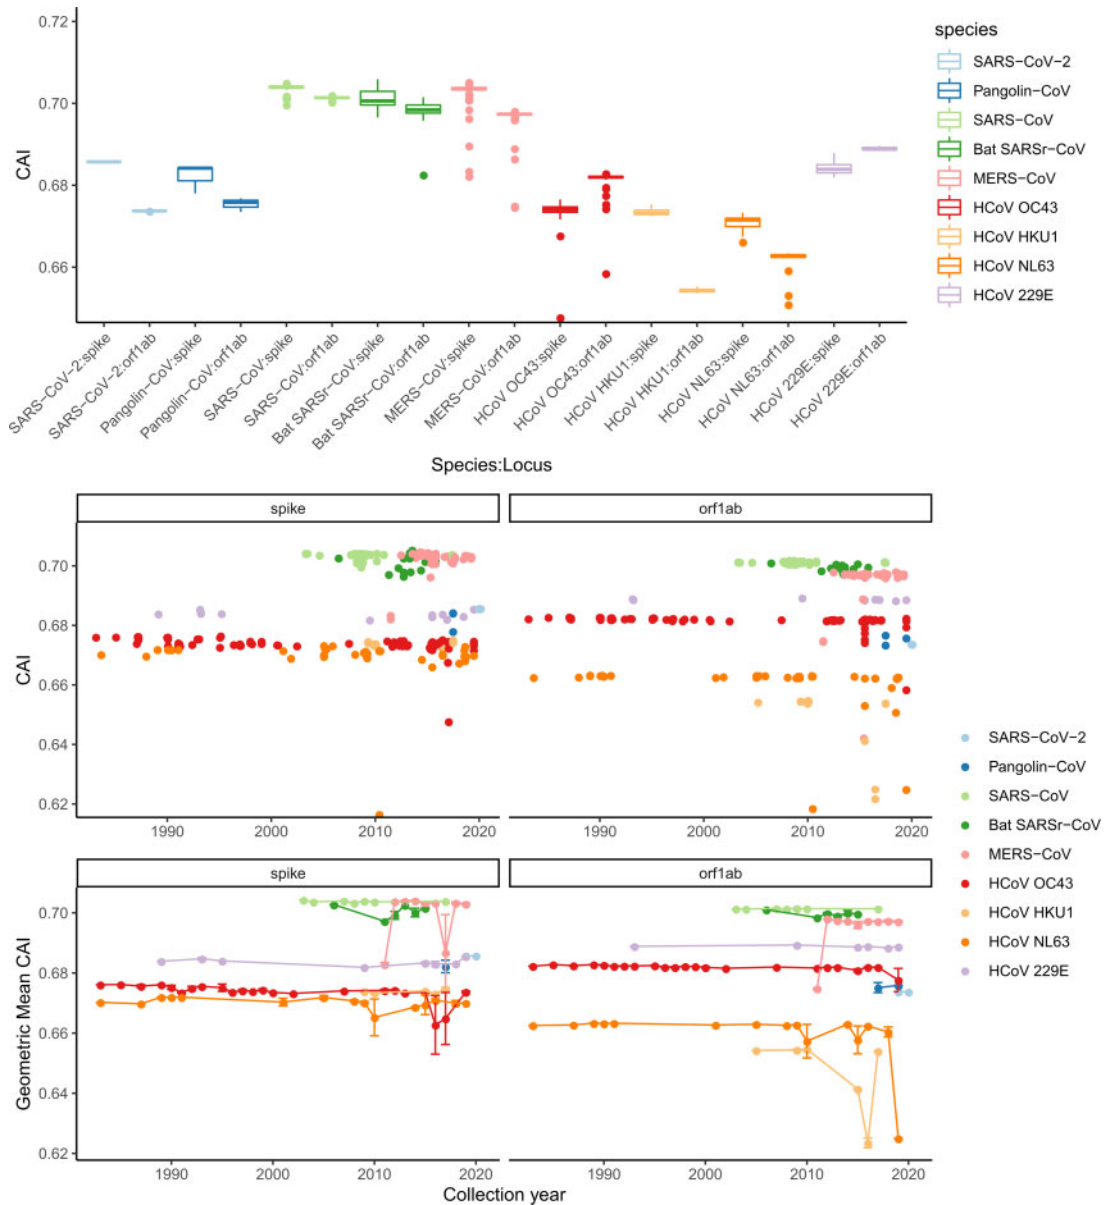 0.72
0.70
0.68
0.66
CAI
SARS−CoV−2:spike
SARS−CoV−2:orf1ab
Pangolin−CoV:spike
Pangolin−CoV:orf1ab
SARS−CoV:spike
SARS−CoV:orf1ab
Bat SARSr−CoV:spike
Bat SARSr−CoV:orf1ab
MERS−CoV:spike
MERS−CoV:orf1ab
HCoV OC43:spike
HCoV OC43:orf1ab
HCoV HKU1:spike
HCoV HKU1:orf1ab
HCoV NL63:spike
HCoV NL63:orf1ab
HCoV 229E:spike
HCoV 229E:orf1ab
Species:Locus
species
SARS−CoV−2
Pangolin−CoV
SARS−CoV
Bat SARSr−CoV
MERS−CoV
HCoV OC43
HCoV HKU1
HCoV NL63
HCoV 229E
spike
orf1ab
0.70
0.68
0.66
0.64
0.62
CAI
1990 2000 2010 2020
1990 2000 2010 2020
spike
orf1ab
0.70
0.68
0.66
0.64
0.62
Geometric Mean CAI
1990 2000 2010 2020
1990 2000 2010 2020
Collection year
SARS−CoV−2
Pangolin−CoV
SARS−CoV
Bat SARSr−CoV
MERS−CoV
HCoV OC43
HCoV HKU1
HCoV NL63
HCoV 229E